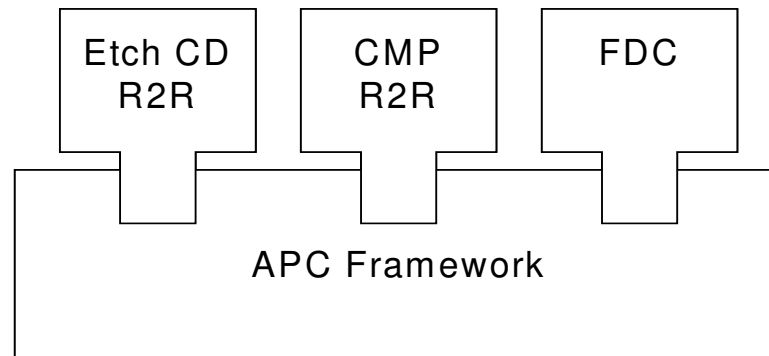 Etch CD
R2R
CMP
R2R
FDC
APC Framework